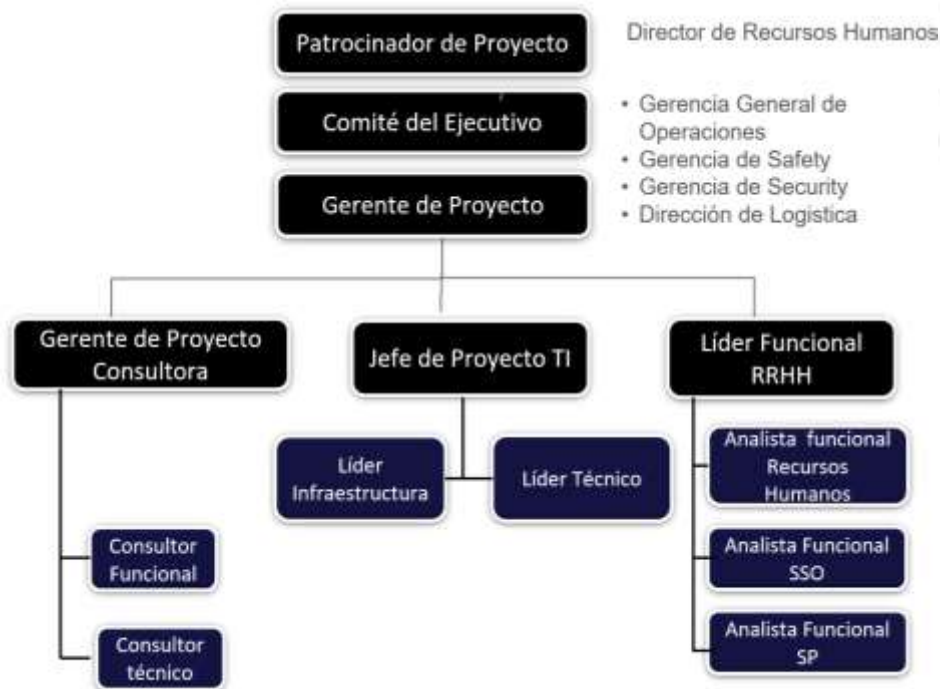 Patrocinador de Proyecto
Director de Recursos Humanos
Comité del Ejecutivo
• Gerencia General de
Operaciones
• Gerencia de Safety
• Gerencia de Security
• Dirección de Logistica
Gerente de Proyecto
Gerente de Proyecto
Consultora
Jefe de Proyecto TI
Líder Funcional
RRHH
Líder
Infraestructura
Líder Técnico
Analista funcional
Recursos
Humanos
Consultor
Funcional
Analista Funcional
SSO
Consultor
técnico
Analista Funcional
SP